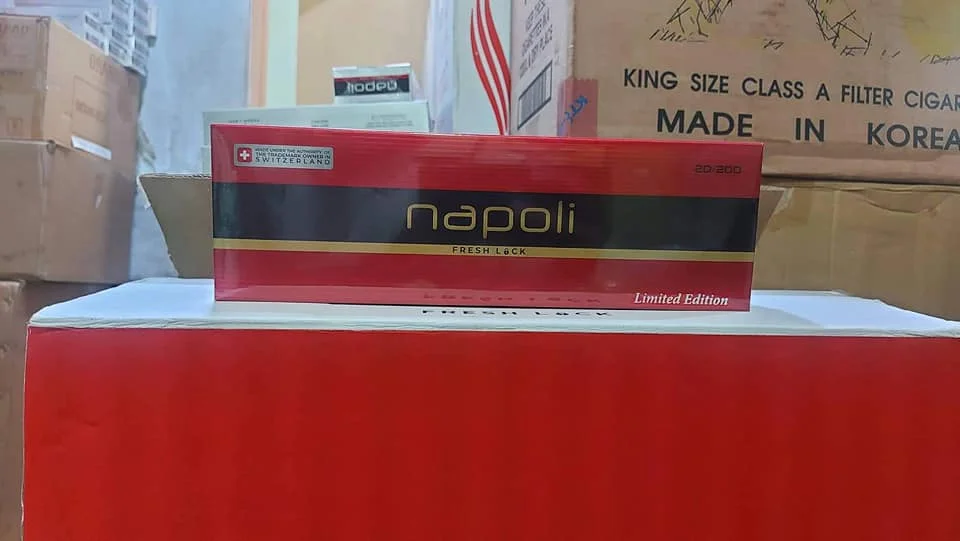 napoli
KING SIZE CLASS A FILTER CIGAR
MADE IN KOREA
MADE UNDER THE AUTHORITY OF
THE TRADEMARK OWNER IN
SWITZERLAND
20/200
napoli
FRESH LOCK
Limited Edition
FRESH LOCK